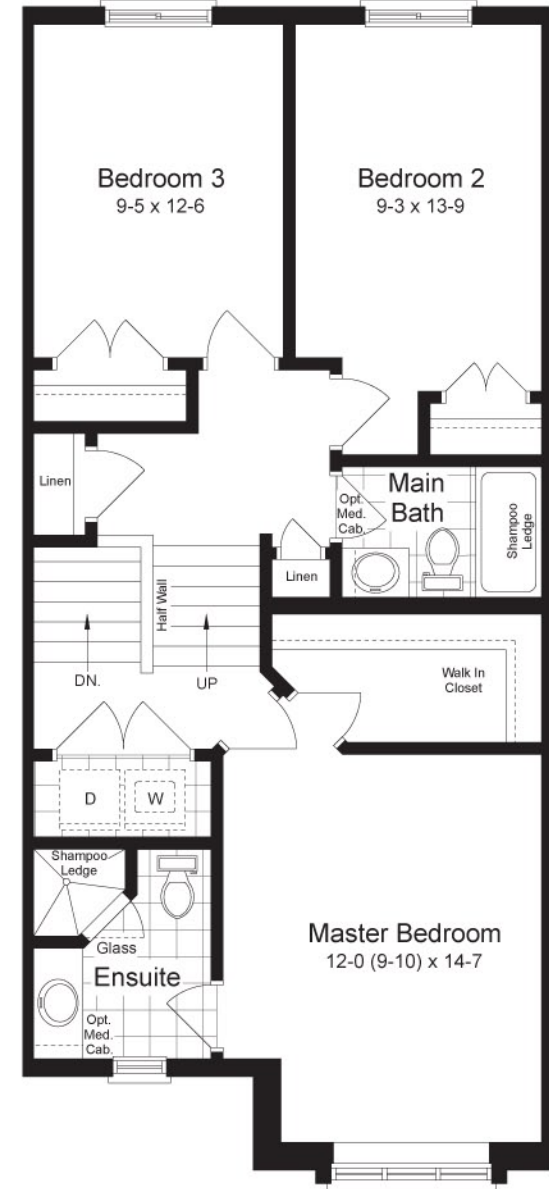 Bedroom 3
9-5 x 12-6
Bedroom 2
9-3 x 13-9
Linen
Opt.
Med.
Cab.
Main
Bath
Shampoo
Ledge
Linen
Half Wall
DN.
UP
Walk In
Closet
D
W
Shampoo
Ledge
Glass
Ensuite
Opt.
Med.
Cab.
Master Bedroom
12-0 (9-10) x 14-7